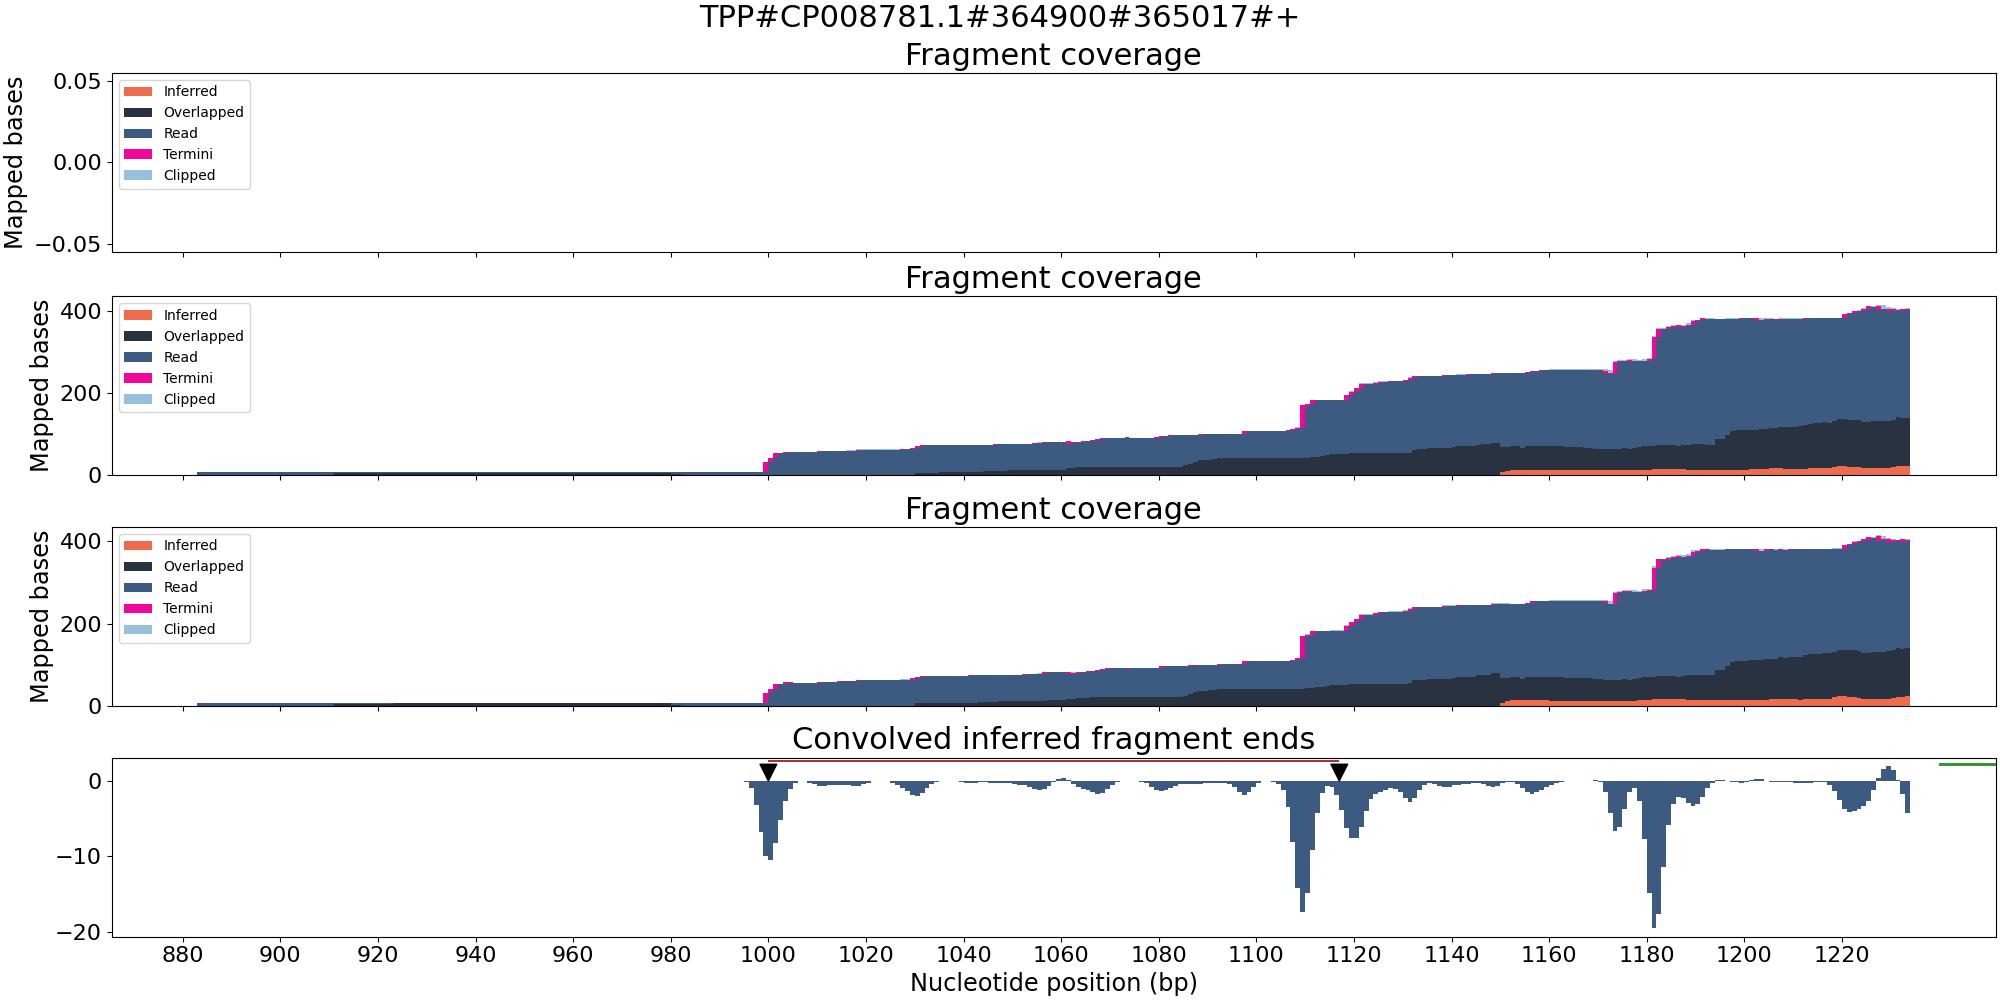 TPP#CP008781.1#364900#365017#+
Fragment coverage
Mapped bases
0.05
0.00
−0.05
Inferred
Overlapped
Read
Termini
Clipped
Fragment coverage
Mapped bases
400
200
0
Inferred
Overlapped
Read
Termini
Clipped
Fragment coverage
Mapped bases
400
200
0
Inferred
Overlapped
Read
Termini
Clipped
Convolved inferred fragment ends
0
−10
−20
880 900 920 940 960 980 1000 1020 1040 1060 1080 1100 1120 1140 1160 1180 1200 1220
Nucleotide position (bp)